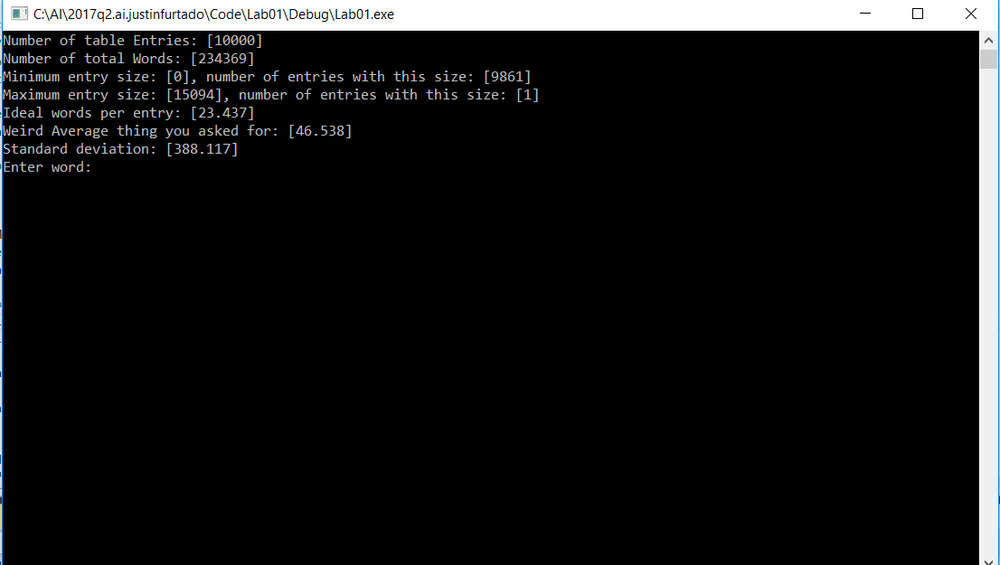 C:\AI\2017q2.ai.justinfurtado\Code\Lab01\Debug\Lab01.exe
Number of table Entries: [10000]
Number of total Words: [234369]
Minimum entry size: [0], number of entries with this size: [9861]
Maximum entry size: [15094], number of entries with this size: [1]
Ideal words per entry: [23.437]
Weird Average thing you asked for: [46.538]
Standard deviation: [388.117]
Enter word: